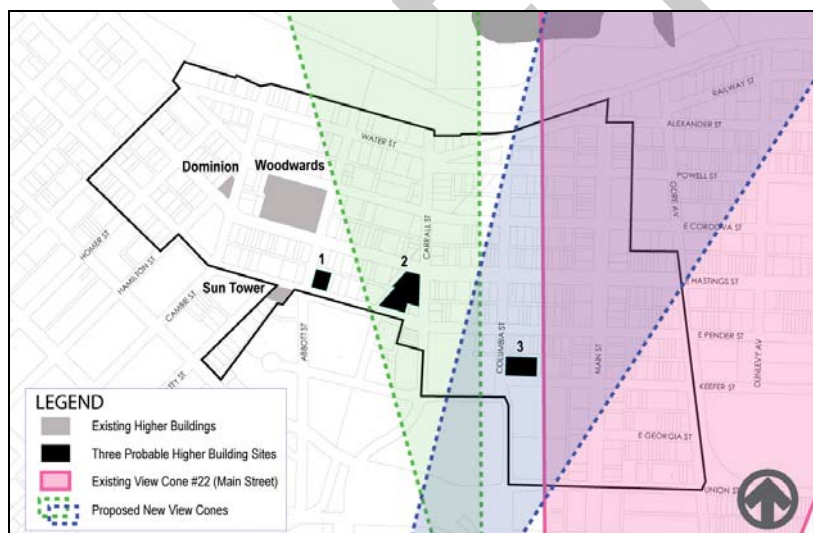 RAILWAY ST
ALEXANDER ST
WATER ST
Dominion
Woodwards
POWELL ST
GORE AV
CARRALL ST
E CORDOVA ST
HOMER ST
HAMILTON ST
CAMBIE ST
1
2
E HASTINGS ST
Sun Tower
ABBOTT ST
COLUMBIA ST
3
MAIN ST
E PENDER ST
DUNLEVY AV
KEEFER ST
E GEORGIA ST
UNION ST
LEGEND
Existing Higher Buildings
Three Probable Higher Building Sites
Existing View Cone #22 (Main Street)
Proposed New View Cones